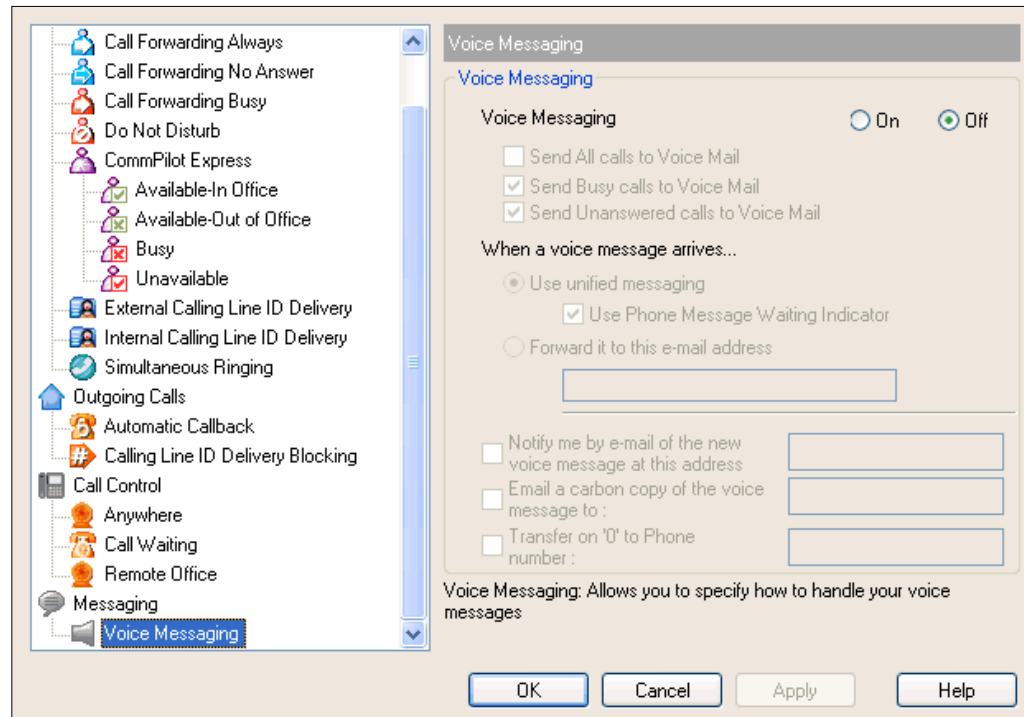 Call Forwarding Always
Call Forwarding No Answer
Call Forwarding Busy
Do Not Disturb
CommPilot Express
Available-In Office
Available-Out of Office
Busy
Unavailable
External Calling Line ID Delivery
Internal Calling Line ID Delivery
Simultaneous Ringing
Outgoing Calls
Automatic Callback
Calling Line ID Delivery Blocking
Call Control
Anywhere
Call Waiting
Remote Office
Messaging
Voice Messaging
Voice Messaging
Voice Messaging
Voice Messaging
On
Off
Send All calls to Voice Mail
Send Busy calls to Voice Mail
Send Unanswered calls to Voice Mail
When a voice message arrives...
Use unified messaging
Use Phone Message Waiting Indicator
Forward it to this e-mail address
Notify me by e-mail of the new
voice message at this address
Email a carbon copy of the voice
message to :
Transfer on '0' to Phone
number :
Voice Messaging: Allows you to specify how to handle your voice
messages
OK
Cancel
Apply
Help